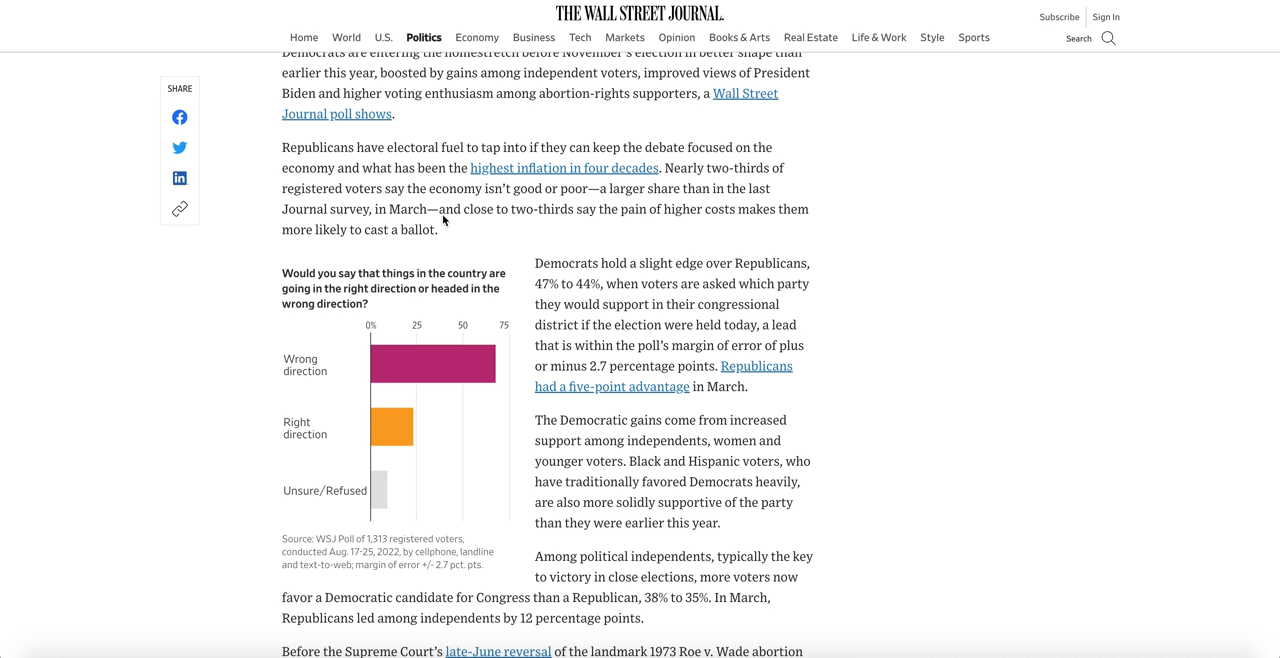 THE WALL STREET JOURNAL.
Subscribe
Sign In
Home World U.S. Politics Economy Business Tech Markets Opinion Books & Arts Real Estate Life & Work Style Sports
Search
SHARE
Democrats are entering the homestretch before November's election in better shape than
earlier this year, boosted by gains among independent voters, improved views of President
Biden and higher voting enthusiasm among abortion-rights supporters, a Wall Street
Journal poll shows.
Republicans have electoral fuel to tap into if they can keep the debate focused on the
economy and what has been the highest inflation in four decades. Nearly two-thirds of
registered voters say the economy isn't good or poor—a larger share than in the last
Journal survey, in March—and close to two-thirds say the pain of higher costs makes them
more likely to cast a ballot.
Would you say that things in the country are
going in the right direction or headed in the
wrong direction?
0% 25 50 75
Wrong
direction
Right
direction
Unsure/Refused
Source: WSJ Poll of 1,313 registered voters,
conducted Aug. 17-25, 2022, by cellphone, landline
and text-to-web; margin of error +/- 2.7 pct. pts.
Democrats hold a slight edge over Republicans,
47% to 44%, when voters are asked which party
they would support in their congressional
district if the election were held today, a lead
that is within the poll's margin of error of plus
or minus 2.7 percentage points. Republicans
had a five-point advantage in March.
The Democratic gains come from increased
support among independents, women and
younger voters. Black and Hispanic voters, who
have traditionally favored Democrats heavily,
are also more solidly supportive of the party
than they were earlier this year.
Among political independents, typically the key
to victory in close elections, more voters now
favor a Democratic candidate for Congress than a Republican, 38% to 35%. In March,
Republicans led among independents by 12 percentage points.
Before the Supreme Court's late-June reversal of the landmark 1973 Roe v. Wade abortion